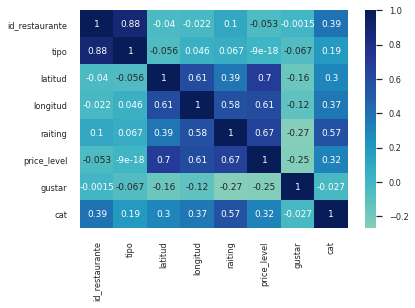 id_restaurante 1 0.88 -0.04 -0.022 0.1 -0.053 -0.0015 0.39
tipo 0.88 1 -0.056 0.046 0.067 -9e-18 -0.067 0.19
latitud -0.04 -0.056 1 0.61 0.39 0.7 -0.16 0.3
longitud -0.022 0.046 0.61 1 0.58 0.61 -0.12 0.37
raiting 0.1 0.067 0.39 0.58 1 0.67 -0.27 0.57
price_level -0.053 -9e-18 0.7 0.61 0.67 1 -0.25 0.32
gustar -0.0015 -0.067 -0.16 -0.12 -0.27 -0.25 1 -0.027
cat 0.39 0.19 0.3 0.37 0.57 0.32 -0.027 1
id_restaurante tipo latitud longitud raiting price_level gustar cat
1.0
0.8
0.6
0.4
0.2
0.0
−0.2